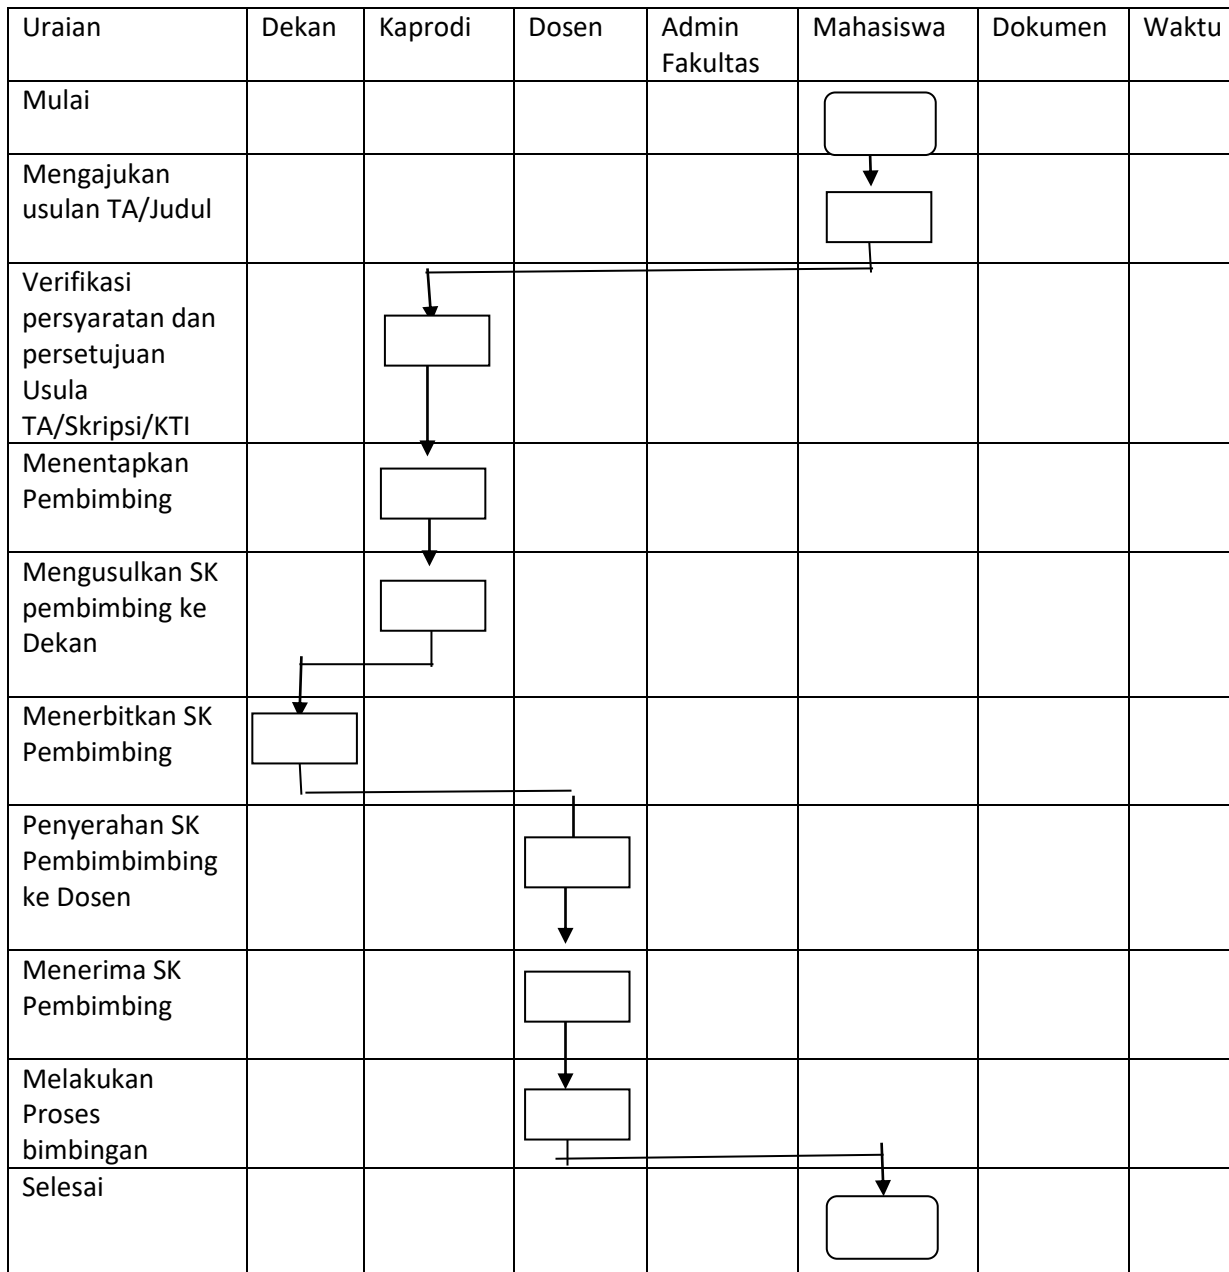 Uraian
Dekan
Kaprodi
Dosen
Admin
Fakultas
Mahasiswa
Dokumen
Waktu
Mulai
Mengajukan
usulan TA/Judul
Verifikasi
persyaratan dan
persetujuan
Usula
TA/Skripsi/KTI
Menentapkan
Pembimbing
Mengusulkan SK
pembimbing ke
Dekan
Menerbitkan SK
Pembimbing
Penyerahan SK
Pembimbimbing
ke Dosen
Menerima SK
Pembimbing
Melakukan
Proses
bimbingan
Selesai